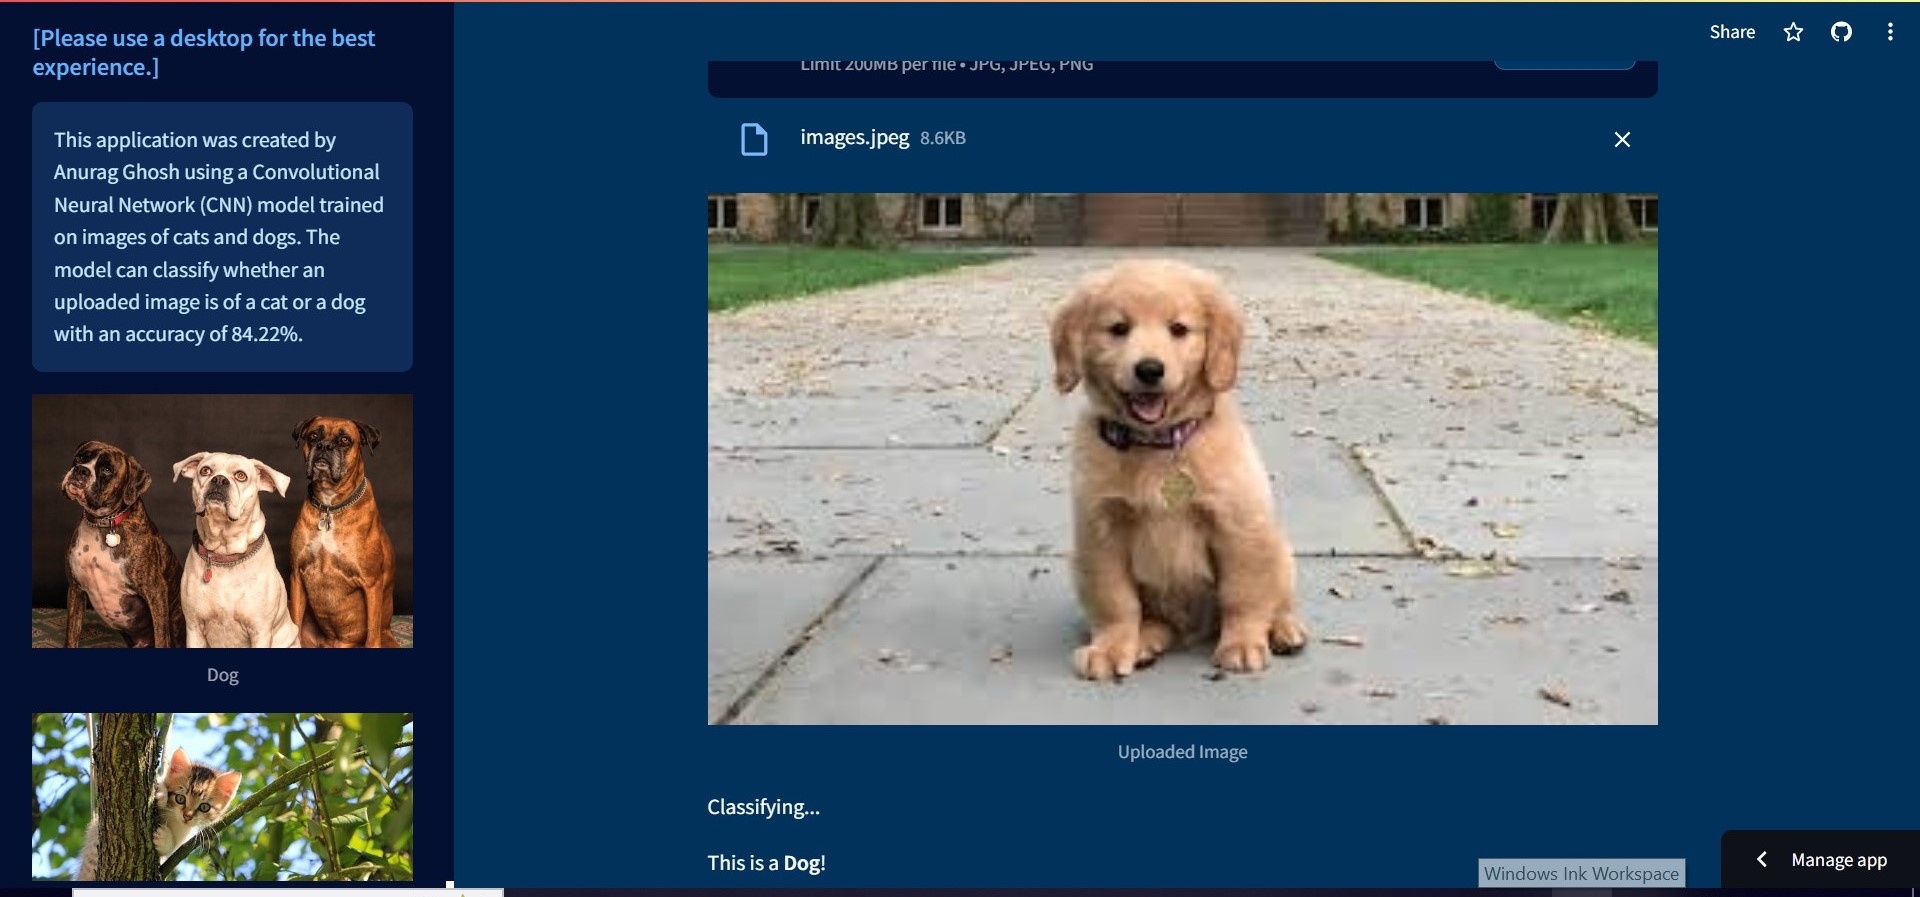 [Please use a desktop for the best
experience.]
This application was created by
Anurag Ghosh using a Convolutional
Neural Network (CNN) model trained
on images of cats and dogs. The
model can classify whether an
uploaded image is of a cat or a dog
with an accuracy of 84.22%.
Dog
Share
Limit 200MB per file • JPG, JPEG, PNG
images.jpeg 8.6KB
Uploaded Image
Classifying...
This is a Dog!
Windows Ink Workspace
Manage app